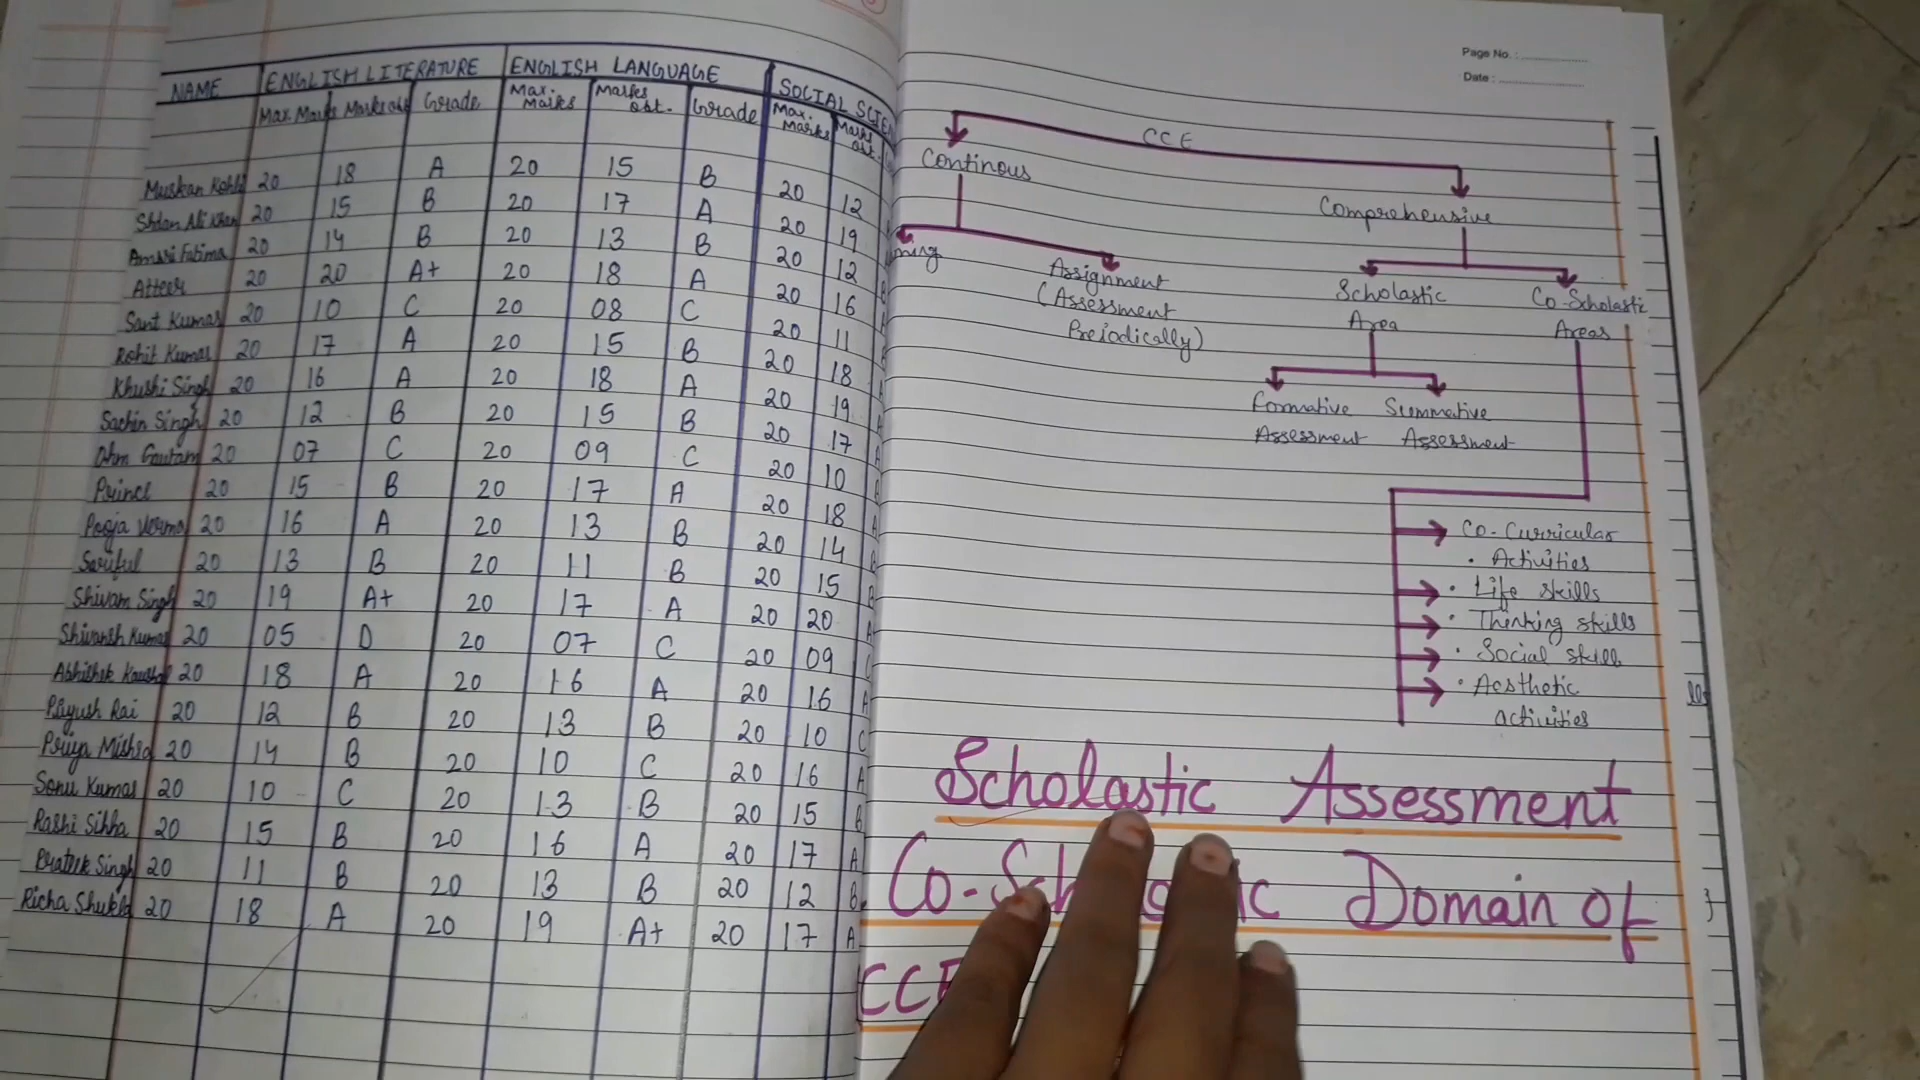 NAME ENGLISH LITERATURE ENGLISH LANGUAGE SOCIAL SCIEN
Max. Marks Marks obt Grade Max. Marks Marks obt. Grade Max. Marks Marks obt.
Muskan Kohli 20 18 A 20 15 B 20 12
Shban Ali Khan 20 15 B 20 17 A 20 19
Amssi Fatima 20 14 B 20 13 B 20 12
Atteer 20 20 A+ 20 18 A 20 16
Sant Kumar 20 10 C 20 08 C 20 11
Rohit Kumar 20 17 A 20 15 B 20 18
Khushi Singh 20 16 A 20 18 A 20 19
Sachin Singh 20 12 B 20 15 B 20 17
Ohm Gautam 20 07 C 20 09 C 20 10
Prince 20 15 B 20 17 A 20 18
Pooja Verma 20 16 A 20 13 B 20 14
Sariful 20 13 B 20 11 B 20 15
Shivam Singh 20 19 A+ 20 17 A 20 20
Shivansh Kumar 20 05 D 20 07 C 20 09
Abhishek Kaushal 20 18 A 20 16 A 20 16 A
Piyush Rai 20 12 B 20 13 B 20 10 C
Priya Mishra 20 14 B 20 10 C 20 16 A
Sonu Kumar 20 10 C 20 13 B 20 15 B
Rashi Sikha 20 15 B 20 16 A 20 17 A
Prateek Singh 20 11 B 20 13 B 20 12 B
Richa Shukla 20 18 A 20 19 A+ 20 17 A
Page No. :
Date :
CCE
Continous
Comprehensive
ning
Assignment
(Assessment
Preiodically)
Scholastic
Area
Co-Scholastic
Areas
Formative
Assessment
Summative
Assessment
Co-Curricular
• Activities
• Life skills
• Thinking skills
• Social skill
• Aesthetic
activities
Scholastic Assessment
Co-Scholastic Domain of
CCE